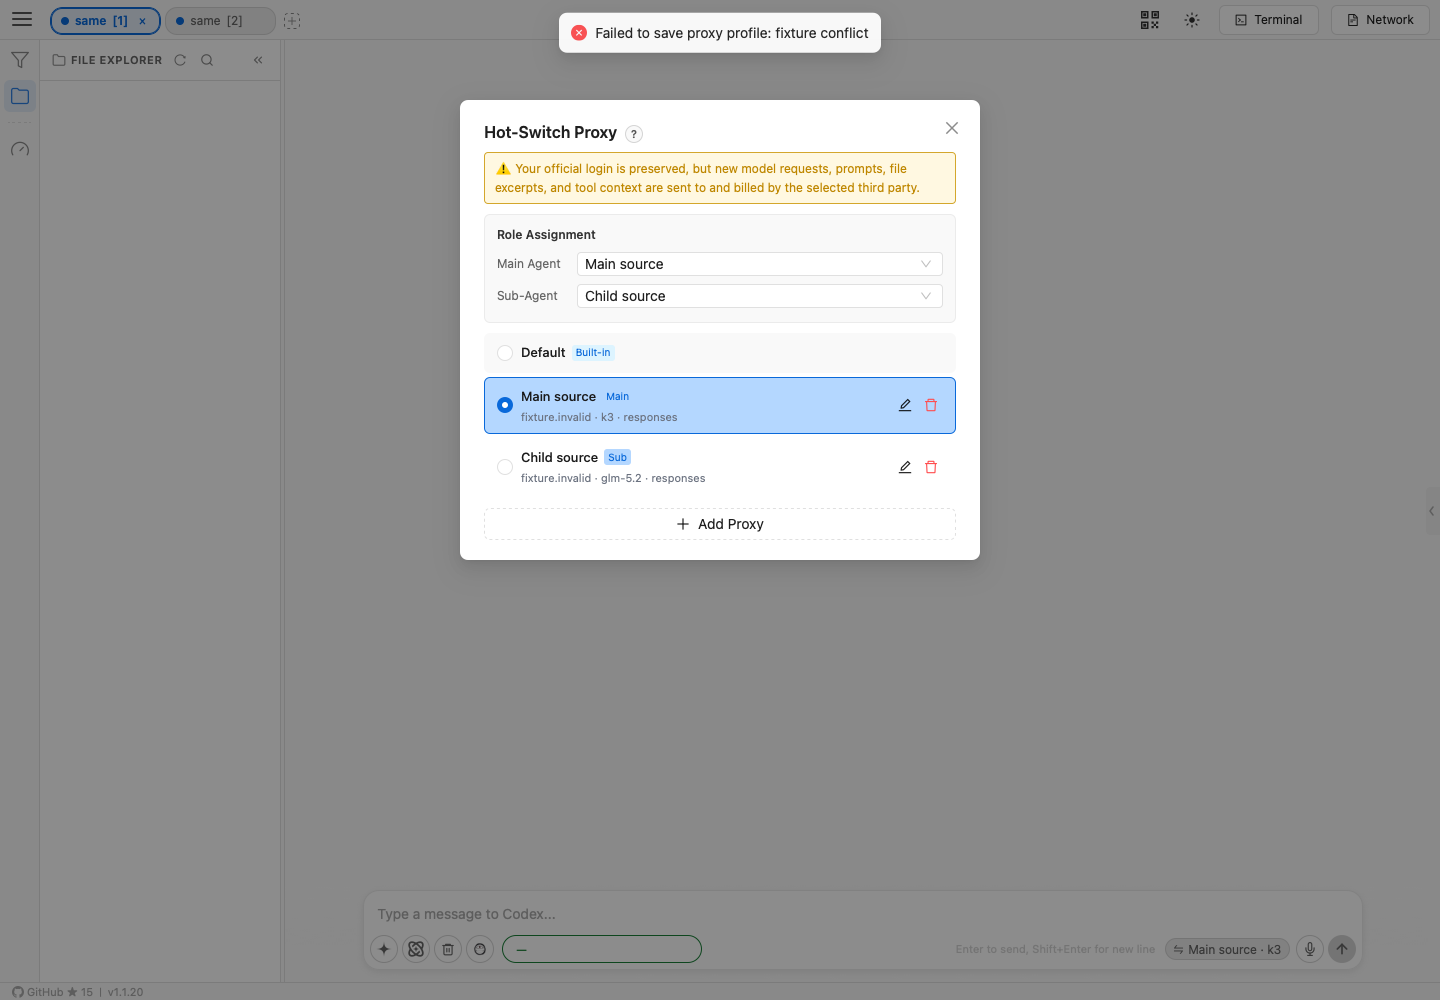 same [1] ×
same [2]
Failed to save proxy profile: fixture conflict
Terminal
Network
FILE EXPLORER
Hot-Switch Proxy ?
⚠️ Your official login is preserved, but new model requests, prompts, file
excerpts, and tool context are sent to and billed by the selected third party.
Role Assignment
Main Agent Main source
Sub-Agent Child source
Default Built-in
Main source Main
fixture.invalid · k3 · responses
Child source Sub
fixture.invalid · glm-5.2 · responses
+ Add Proxy
Type a message to Codex...
—
Enter to send, Shift+Enter for new line
⇋ Main source · k3
GitHub ★ 15 | v1.1.20